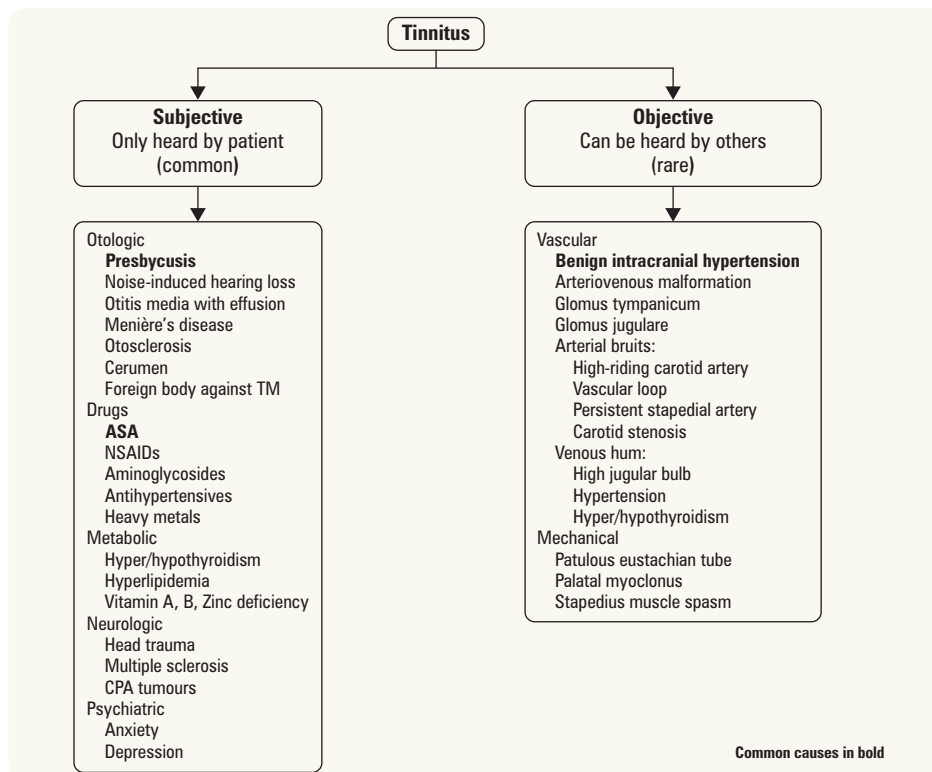 Tinnitus
Subjective
Only heard by patient
(common)
Objective
Can be heard by others
(rare)
Otologic
Presbycusis
Noise-induced hearing loss
Otitis media with effusion
Menière's disease
Otosclerosis
Cerumen
Foreign body against TM
Drugs
ASA
NSAIDs
Aminoglycosides
Antihypertensives
Heavy metals
Metabolic
Hyper/hypothyroidism
Hyperlipidemia
Vitamin A, B, Zinc deficiency
Neurologic
Head trauma
Multiple sclerosis
CPA tumours
Psychiatric
Anxiety
Depression
Vascular
Benign intracranial hypertension
Arteriovenous malformation
Glomus tympanicum
Glomus jugulare
Arterial bruits:
High-riding carotid artery
Vascular loop
Persistent stapedial artery
Carotid stenosis
Venous hum:
High jugular bulb
Hypertension
Hyper/hypothyroidism
Mechanical
Patulous eustachian tube
Palatal myoclonus
Stapedius muscle spasm
Common causes in bold